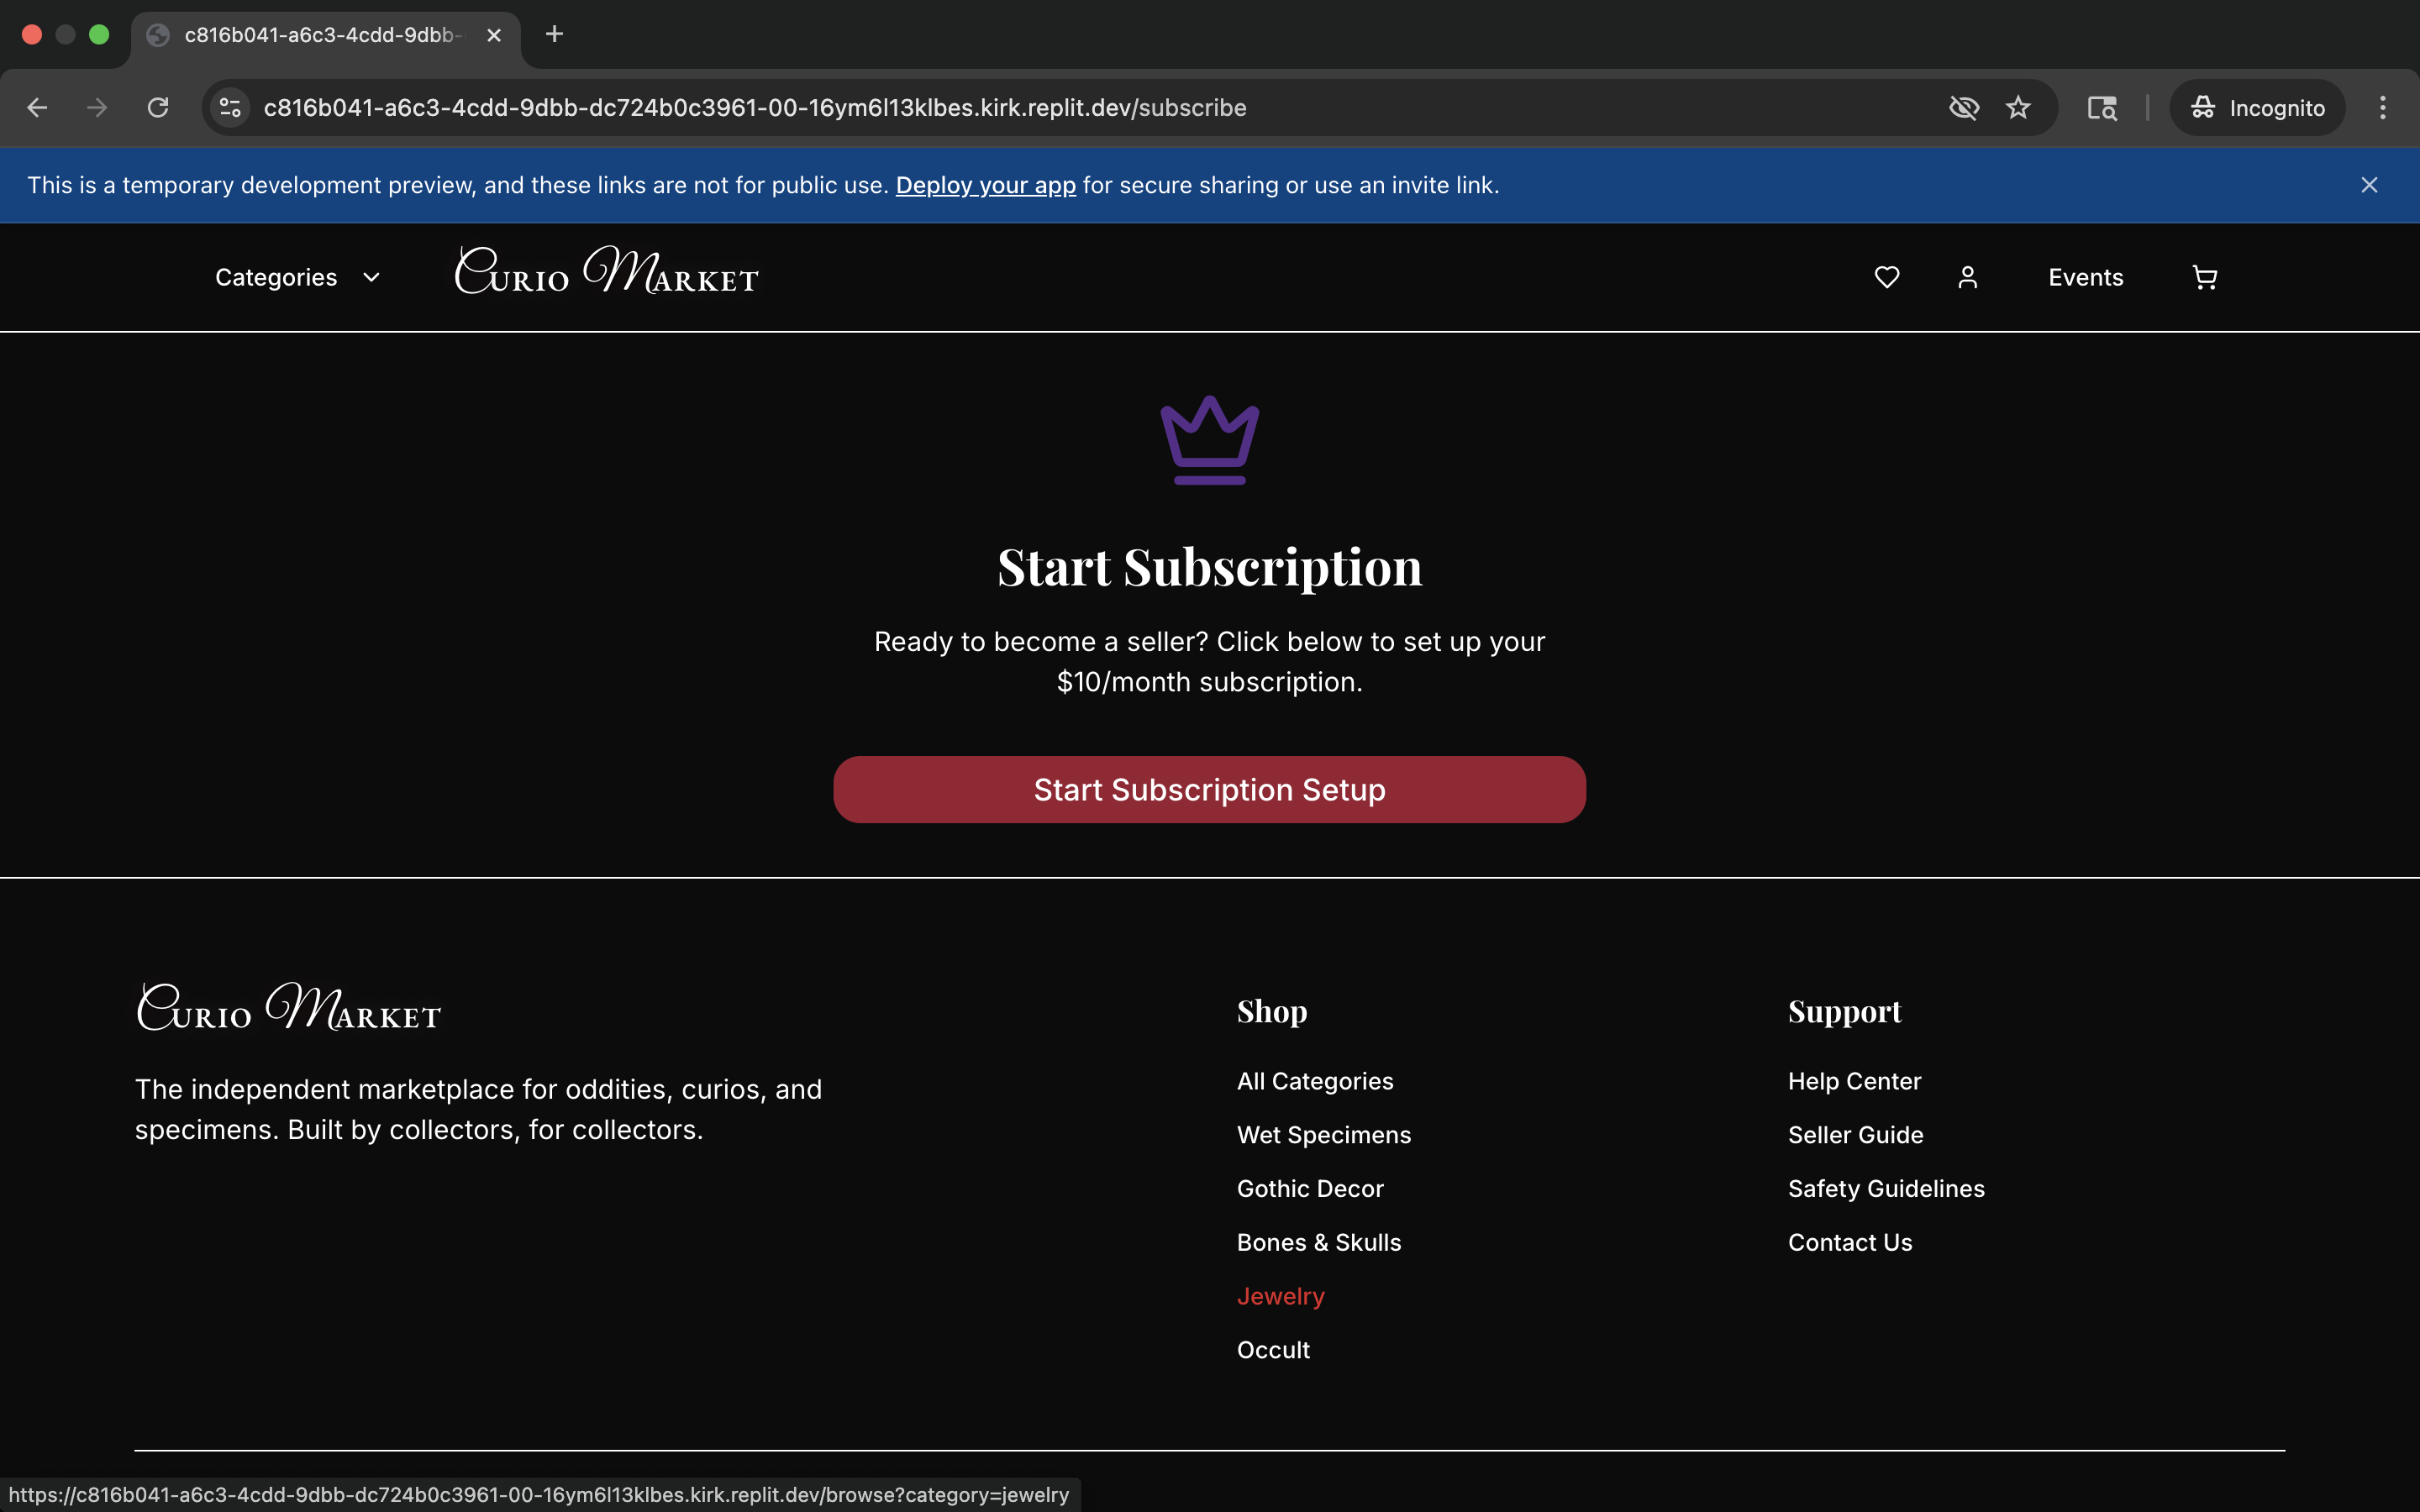 c816b041-a6c3-4cdd-9dbb-
c816b041-a6c3-4cdd-9dbb-dc724b0c3961-00-16ym6l13klbes.kirk.replit.dev/subscribe
Incognito
This is a temporary development preview, and these links are not for public use. Deploy your app for secure sharing or use an invite link.
Categories
Curio Market
Events
Start Subscription
Ready to become a seller? Click below to set up your
$10/month subscription.
Start Subscription Setup
Curio Market
The independent marketplace for oddities, curios, and
specimens. Built by collectors, for collectors.
Shop
All Categories
Wet Specimens
Gothic Decor
Bones & Skulls
Jewelry
Occult
Support
Help Center
Seller Guide
Safety Guidelines
Contact Us
https://c816b041-a6c3-4cdd-9dbb-dc724b0c3961-00-16ym6l13klbes.kirk.replit.dev/browse?category=jewelry